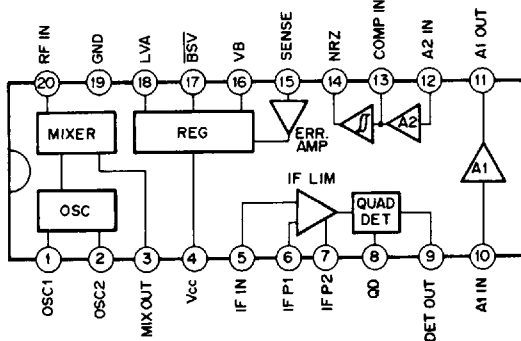 RF IN
GND
LVA
BSV
VB
SENSE
NRZ
COMP IN
A2 IN
A1 OUT
20
19
18
17
16
15
14
13
12
11
MIXER
REG
ERR.
AMP
A2
A1
OSC
IF LIM
QUAD
DET
1
2
3
4
5
6
7
8
9
10
OSC1
OSC2
MIX OUT
Vcc
IF IN
IF P1
IF P2
QD
DET OUT
A1 IN